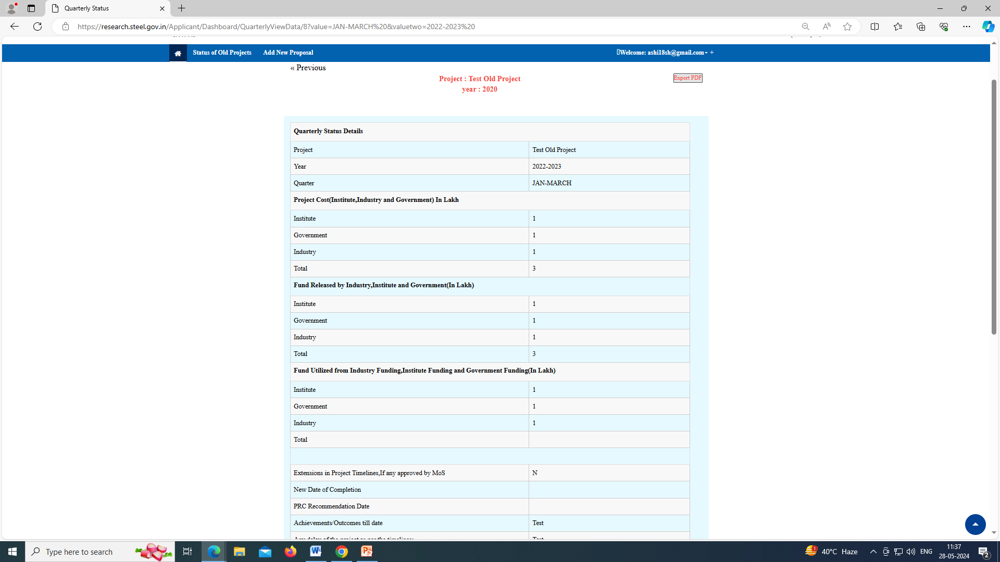 Quarterly Status
https://research.steel.gov.in/Applicant/Dashboard/QuarterlyViewData/8?value=JAN-MARCH%20&valuetwo=2022-2023%20
Status of Old Projects
Add New Proposal
Welcome: ashi18sh@gmail.com
+
« Previous
Project : Test Old Project
year : 2020
Export PDF
Quarterly Status Details
Project Test Old Project
Year 2022-2023
Quarter JAN-MARCH
Project Cost(Institute,Industry and Government) In Lakh
Institute 1
Government 1
Industry 1
Total 3
Fund Released by Industry,Institute and Government(In Lakh)
Institute 1
Government 1
Industry 1
Total 3
Fund Utilized from Industry Funding,Institute Funding and Government Funding(In Lakh)
Institute 1
Government 1
Industry 1
Total
Extensions in Project Timelines,If any approved by MoS N
New Date of Completion
PRC Recommendation Date
Achievements/Outcomes till date Test
Type here to search
1
40°C Haze
ENG
11:37
28-05-2024
2